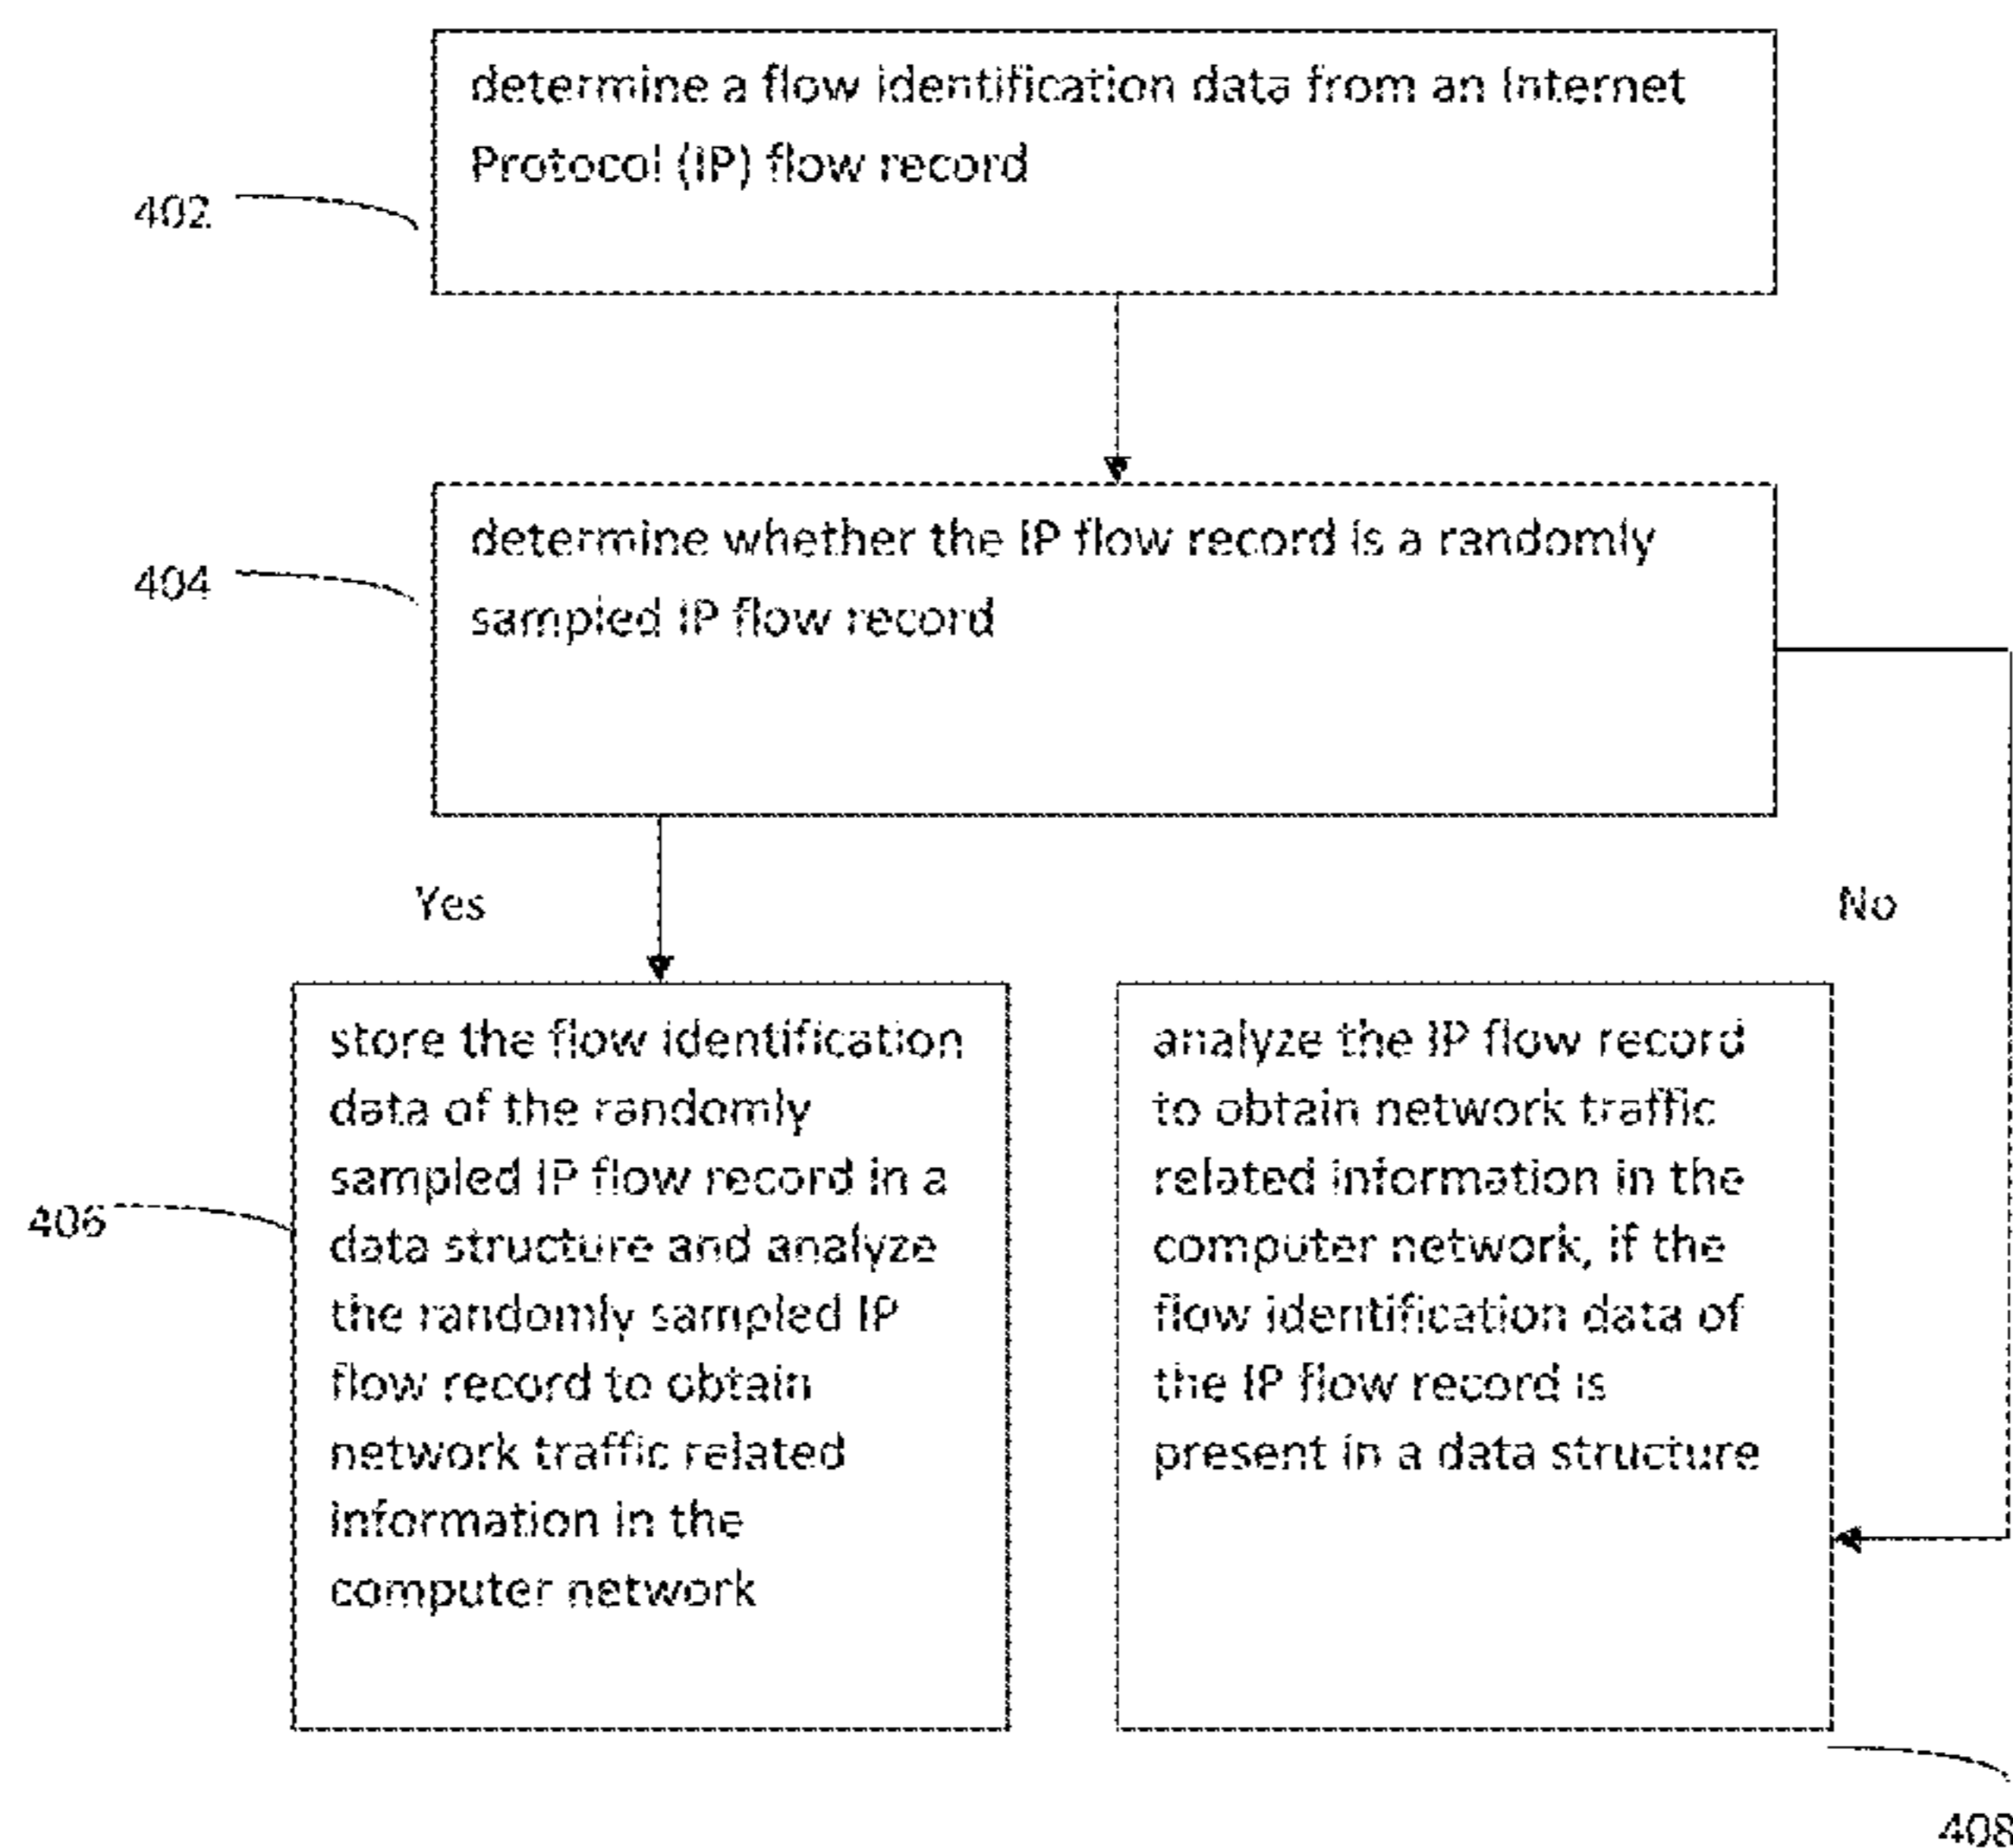 determine a flow identification data from an Internet
Protocol (IP) flow record
402
determine whether the IP flow record is a randomly
sampled IP flow record
404
Yes
No
store the flow identification
data of the randomly
sampled IP flow record in a
data structure and analyze
the randomly sampled IP
flow record to obtain
network traffic related
information in the
computer network
406
analyze the IP flow record
to obtain network traffic
related information in the
computer network, if the
flow identification data of
the IP flow record is
present in a data structure
408